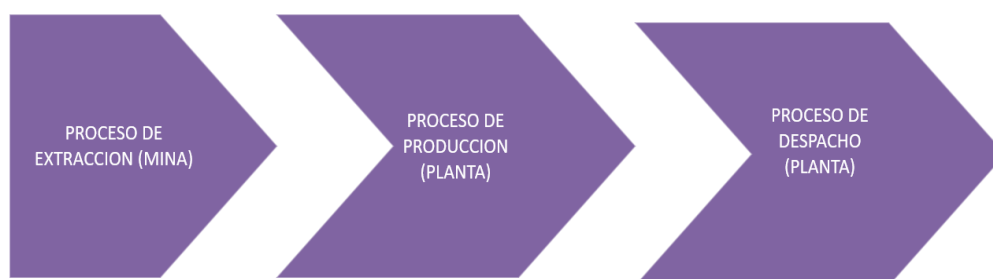 PROCESO DE
EXTRACCION (MINA)
PROCESO DE
PRODUCCION
(PLANTA)
PROCESO DE
DESPACHO
(PLANTA)